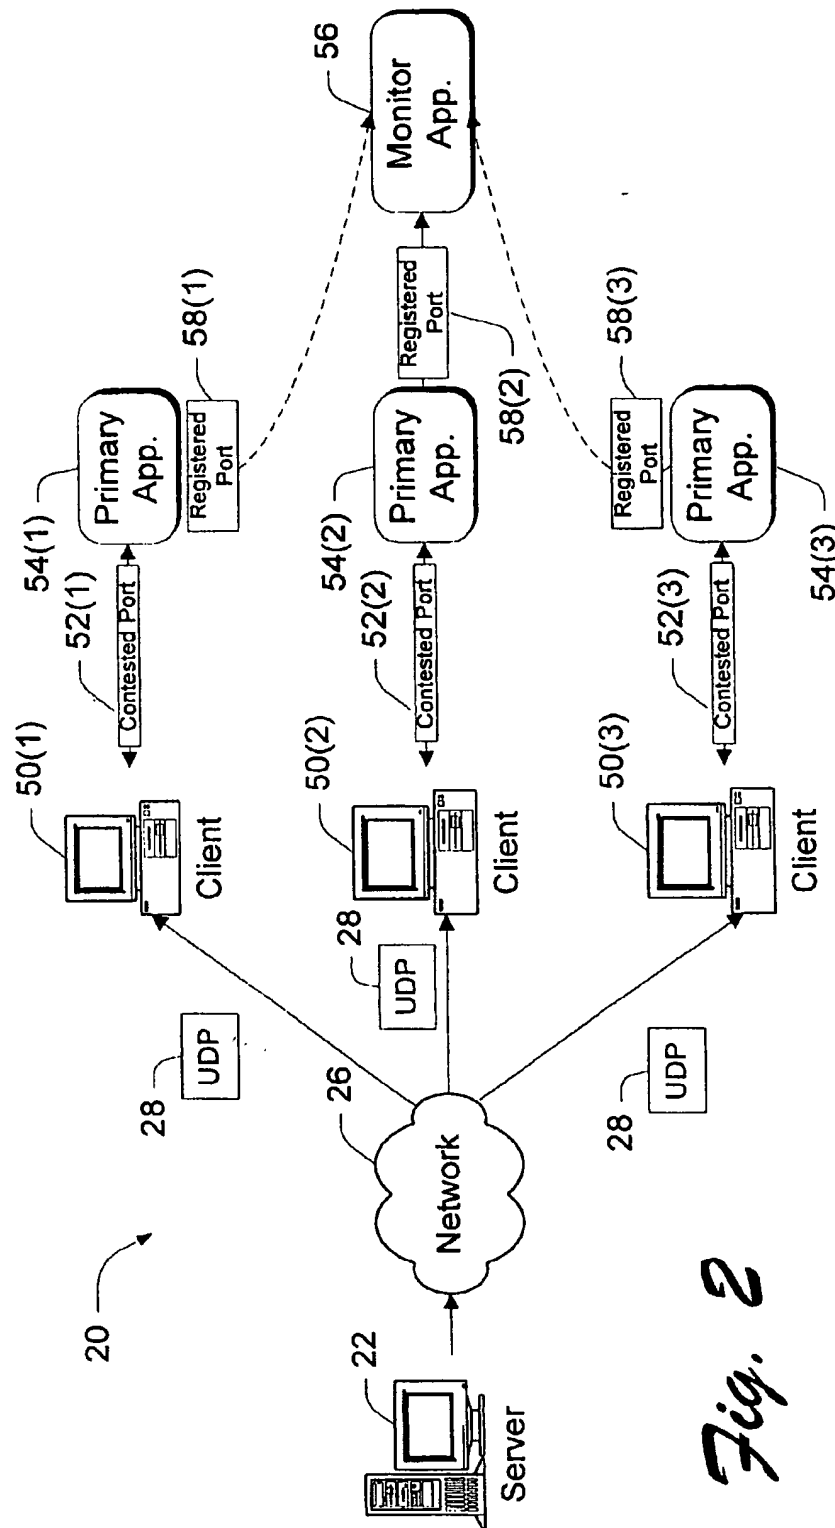 20
22
Server
26
Network
28
UDP
28
UDP
28
UDP
50(1)
Client
50(2)
Client
50(3)
Client
52(1)
Contested Port
52(2)
Contested Port
52(3)
Contested Port
54(1)
Primary
App.
54(2)
Primary
App.
54(3)
Primary
App.
58(1)
Registered
Port
58(2)
Registered
Port
58(3)
Registered
Port
56
Monitor
App.
Fig. 2